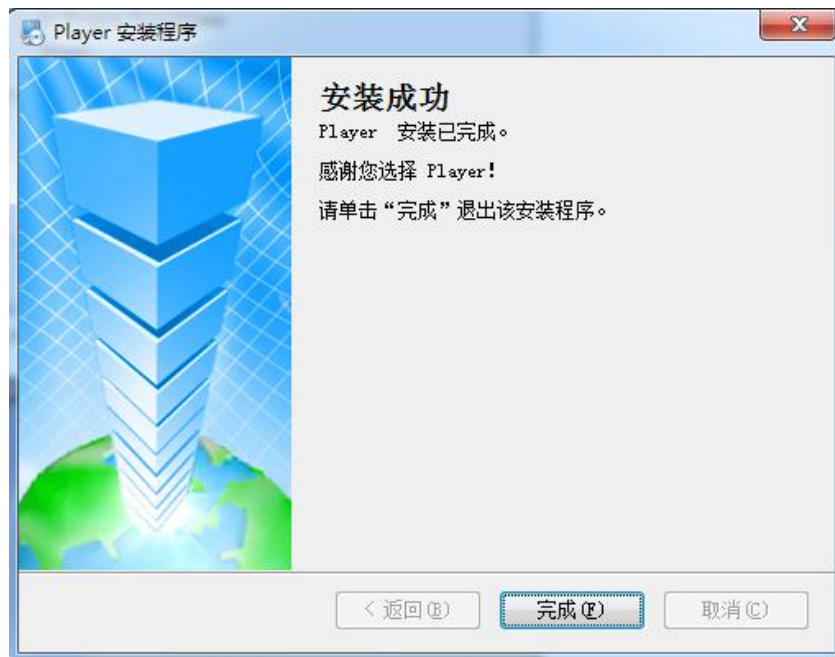 Player 安装程序
安装成功
Player 安装已完成。
感谢您选择 Player!
请单击“完成”退出该安装程序。
< 返回(B)
完成(F)
取消(C)